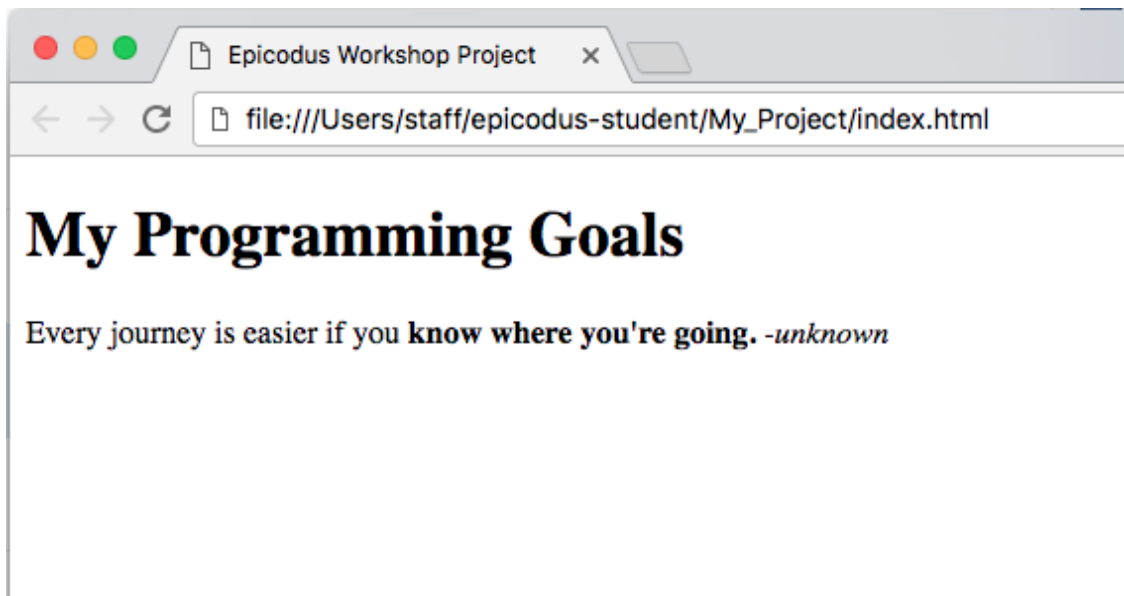 Epicodus Workshop Project
file:///Users/staff/epicodus-student/My_Project/index.html
My Programming Goals
Every journey is easier if you know where you're going. -unknown